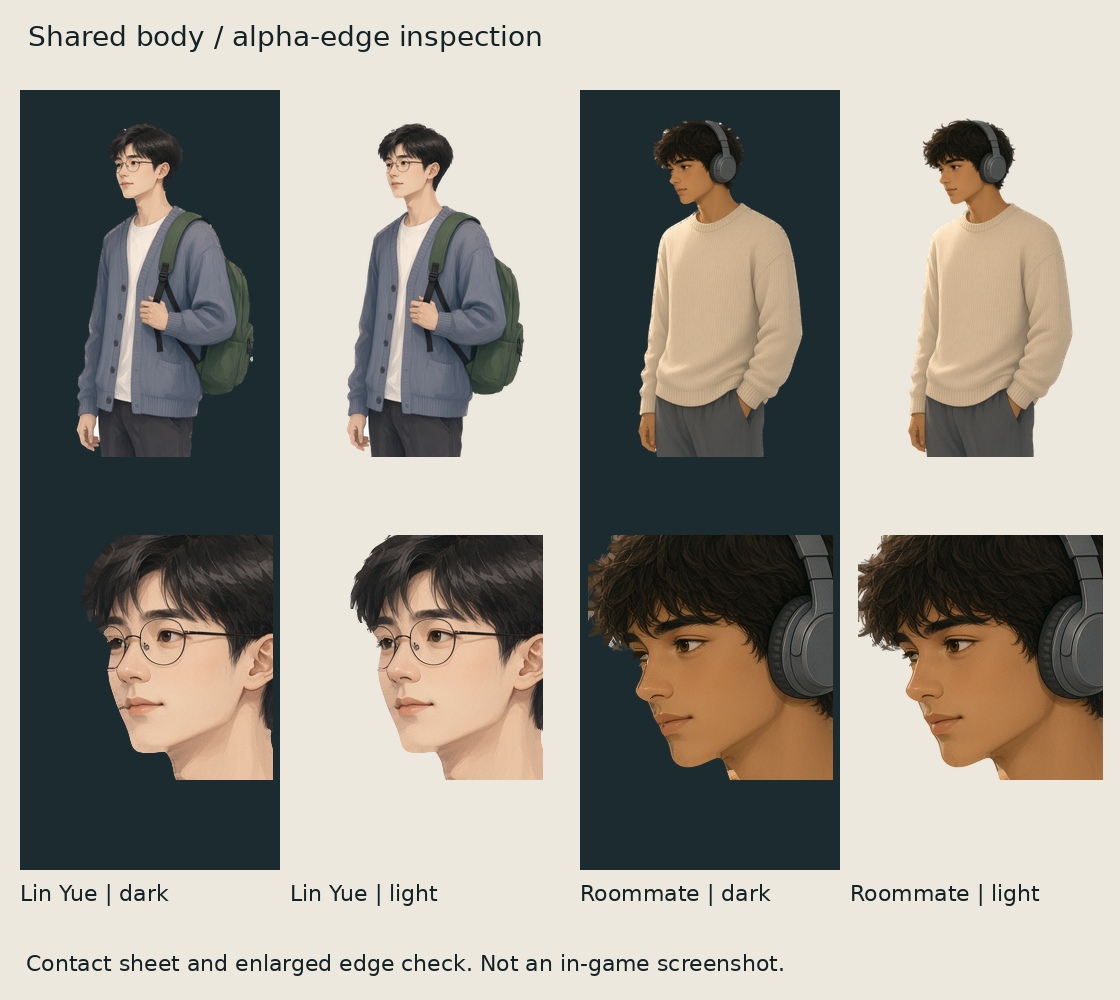 Shared body / alpha-edge inspection
Lin Yue | dark
Lin Yue | light
Roommate | dark
Roommate | light
Contact sheet and enlarged edge check. Not an in-game screenshot.